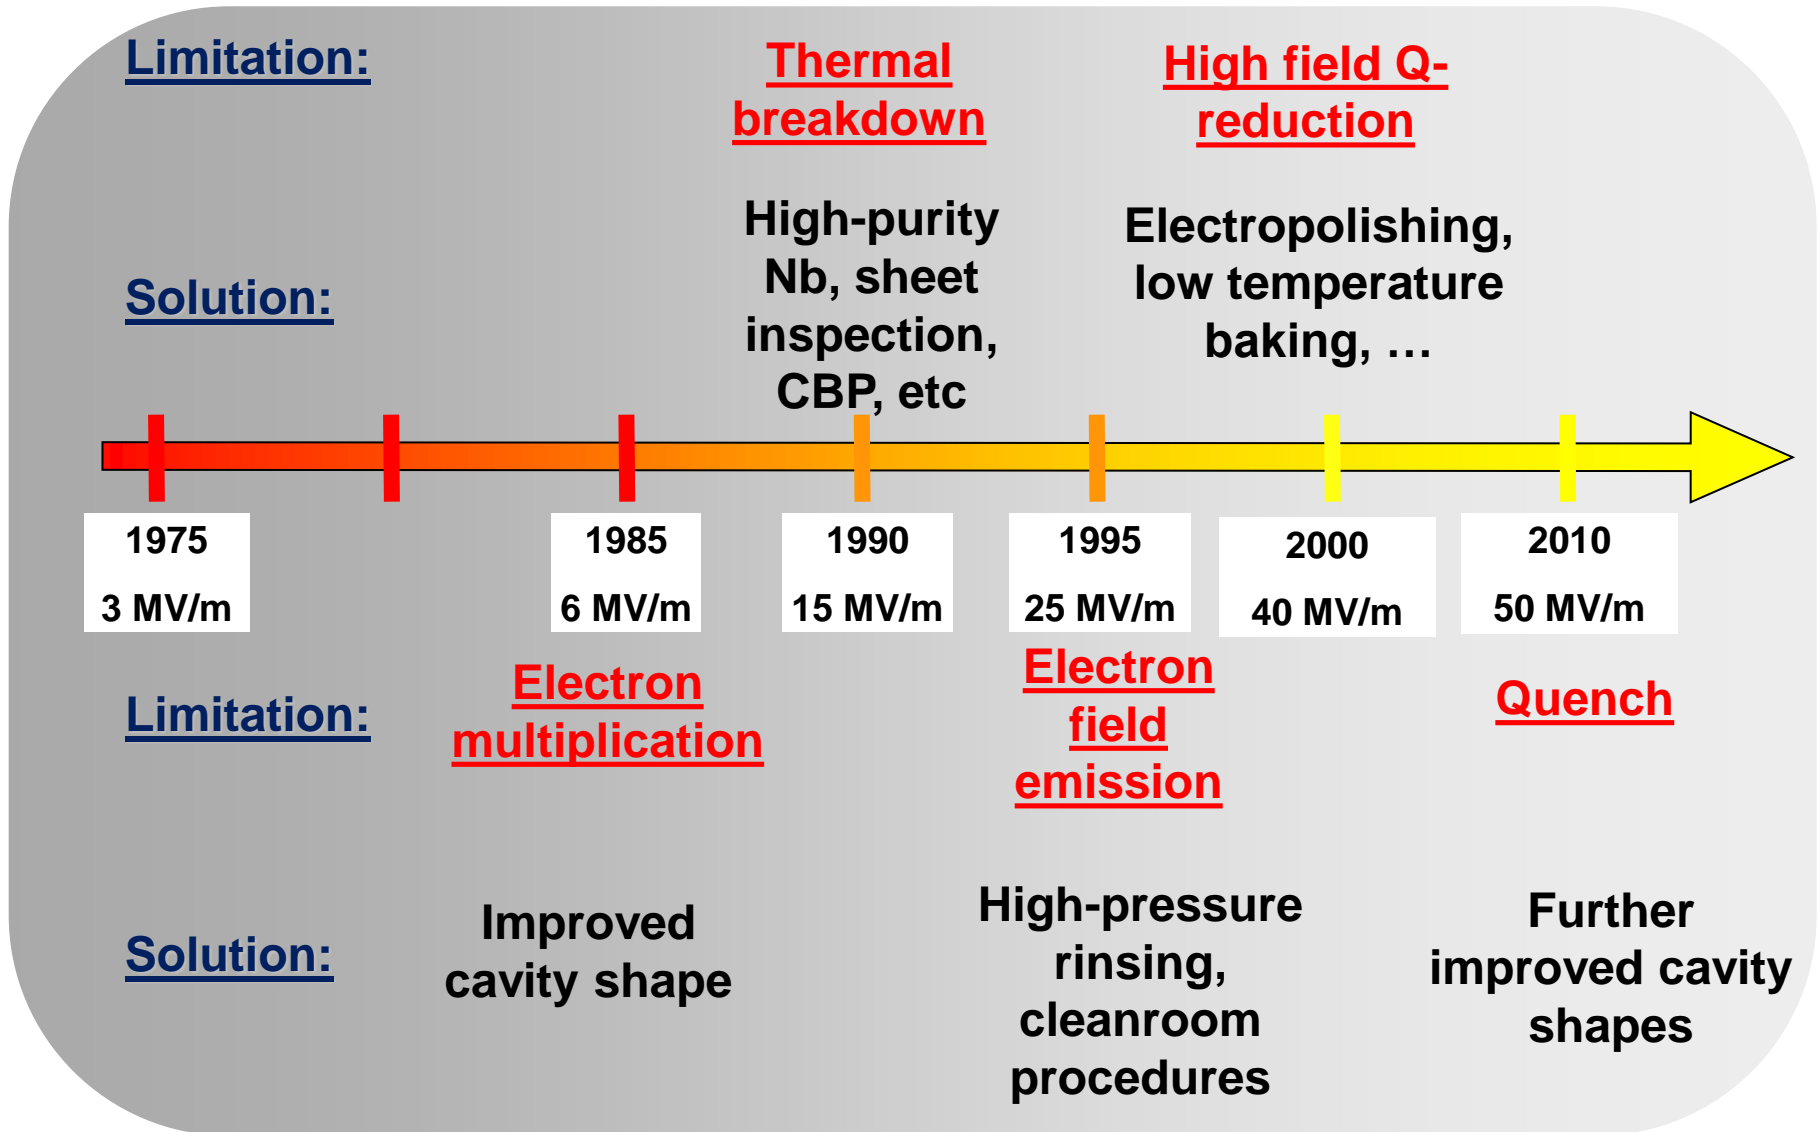 Limitation:
Thermal
breakdown
High field Q-
reduction
Solution:
High-purity
Nb, sheet
inspection,
CBP, etc
Electropolishing,
low temperature
baking, …
1975
3 MV/m
1985
6 MV/m
1990
15 MV/m
1995
25 MV/m
2000
40 MV/m
2010
50 MV/m
Limitation:
Electron
multiplication
Electron
field
emission
Quench
Solution:
Improved
cavity shape
High-pressure
rinsing,
cleanroom
procedures
Further
improved cavity
shapes